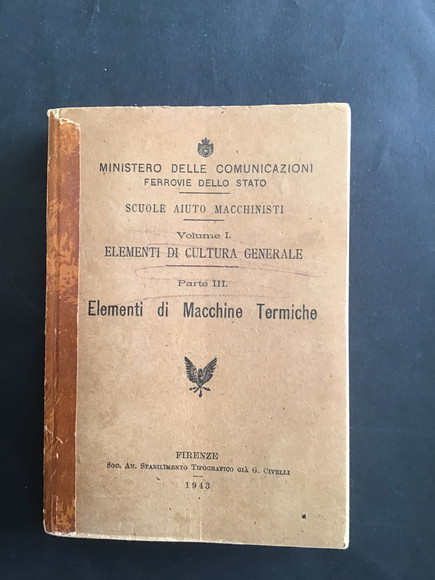 MINISTERO DELLE COMUNICAZIONI
FERROVIE DELLO STATO
SCUOLE AIUTO MACCHINISTI
Volume I.
ELEMENTI DI CULTURA GENERALE
Parte III.
Elementi di Macchine Termiche
FIRENZE
Soc. An. Stabilimento Tipografico già G. Civelli
1943